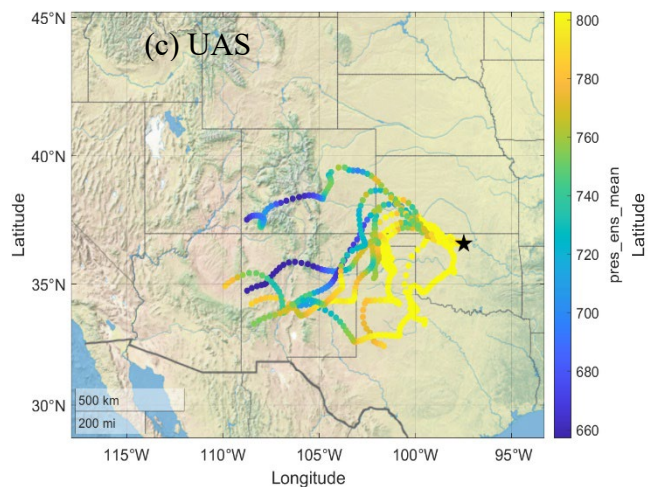 (c) UAS
45°N
40°N
35°N
30°N
Latitude
500 km
200 mi
115°W
110°W
105°W
100°W
95°W
Longitude
800
780
760
740
720
700
680
660
pres_ens_mean
Latitude